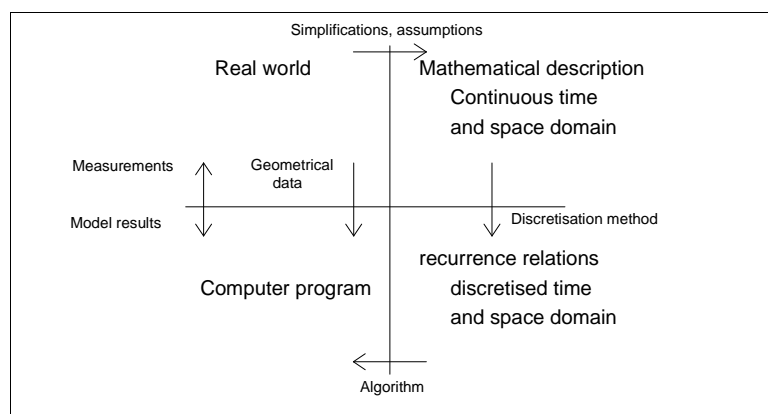 Simplifications, assumptions
Real world
Mathematical description
Continuous time
and space domain
Measurements
Geometrical
data
Model results
Discretisation method
Computer program
recurrence relations
discretised time
and space domain
Algorithm